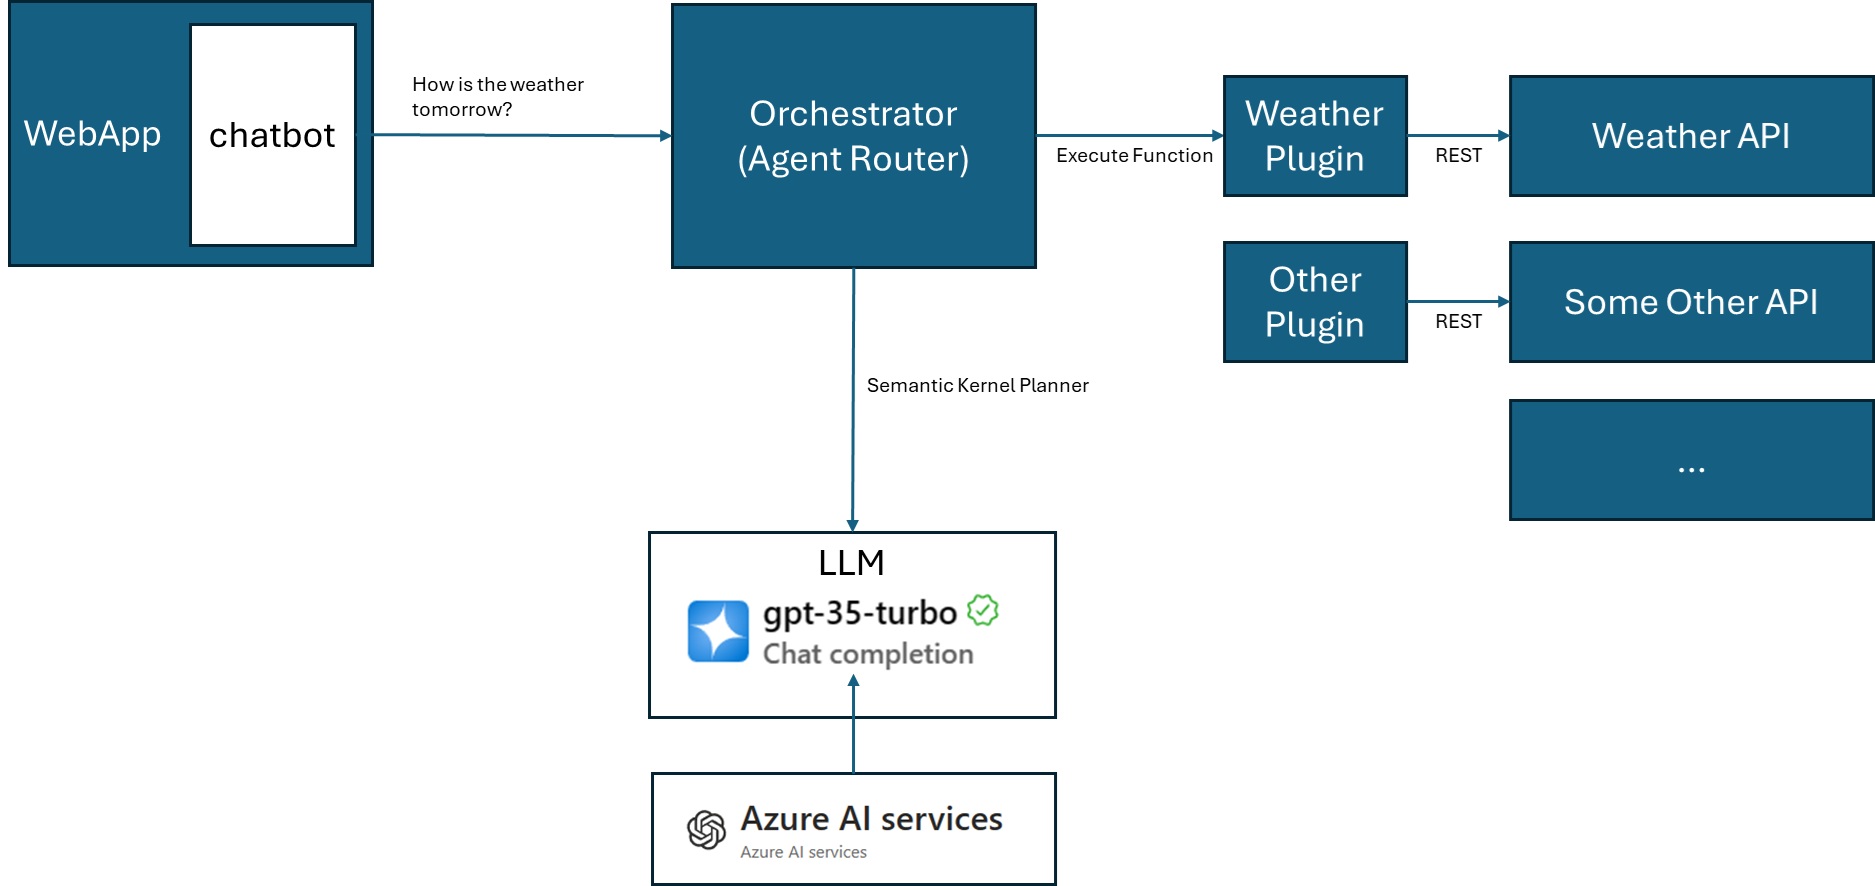 WebApp
chatbot
How is the weather
tomorrow?
Orchestrator
(Agent Router)
Execute Function
Weather
Plugin
REST
Weather API
Other
Plugin
REST
Some Other API
...
Semantic Kernel Planner
LLM
gpt-35-turbo
Chat completion
Azure AI services
Azure AI services